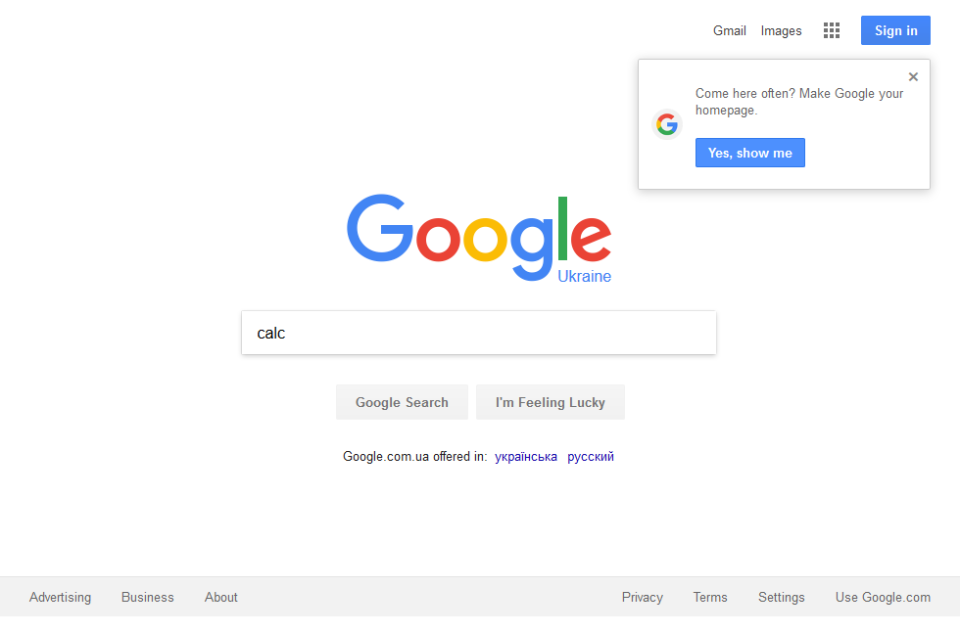 Gmail Images Sign in
Come here often? Make Google your
homepage.
Yes, show me
Google
Ukraine
calc
Google Search I'm Feeling Lucky
Google.com.ua offered in: українська русский
Advertising Business About Privacy Terms Settings Use Google.com